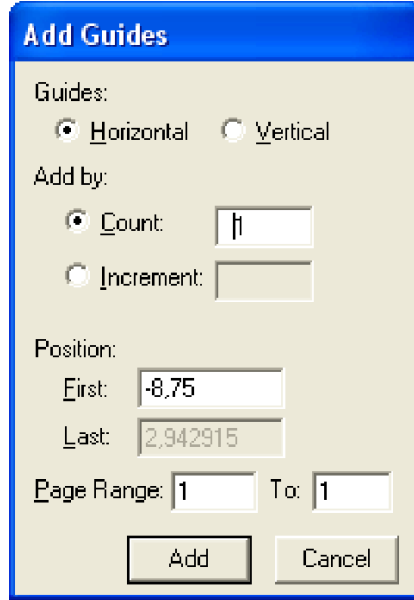 Add Guides
Guides:
Horizontal Vertical
Add by:
Count: 1
Increment:
Position:
First: -8,75
Last: 2,942915
Page Range: 1 To: 1
Add Cancel